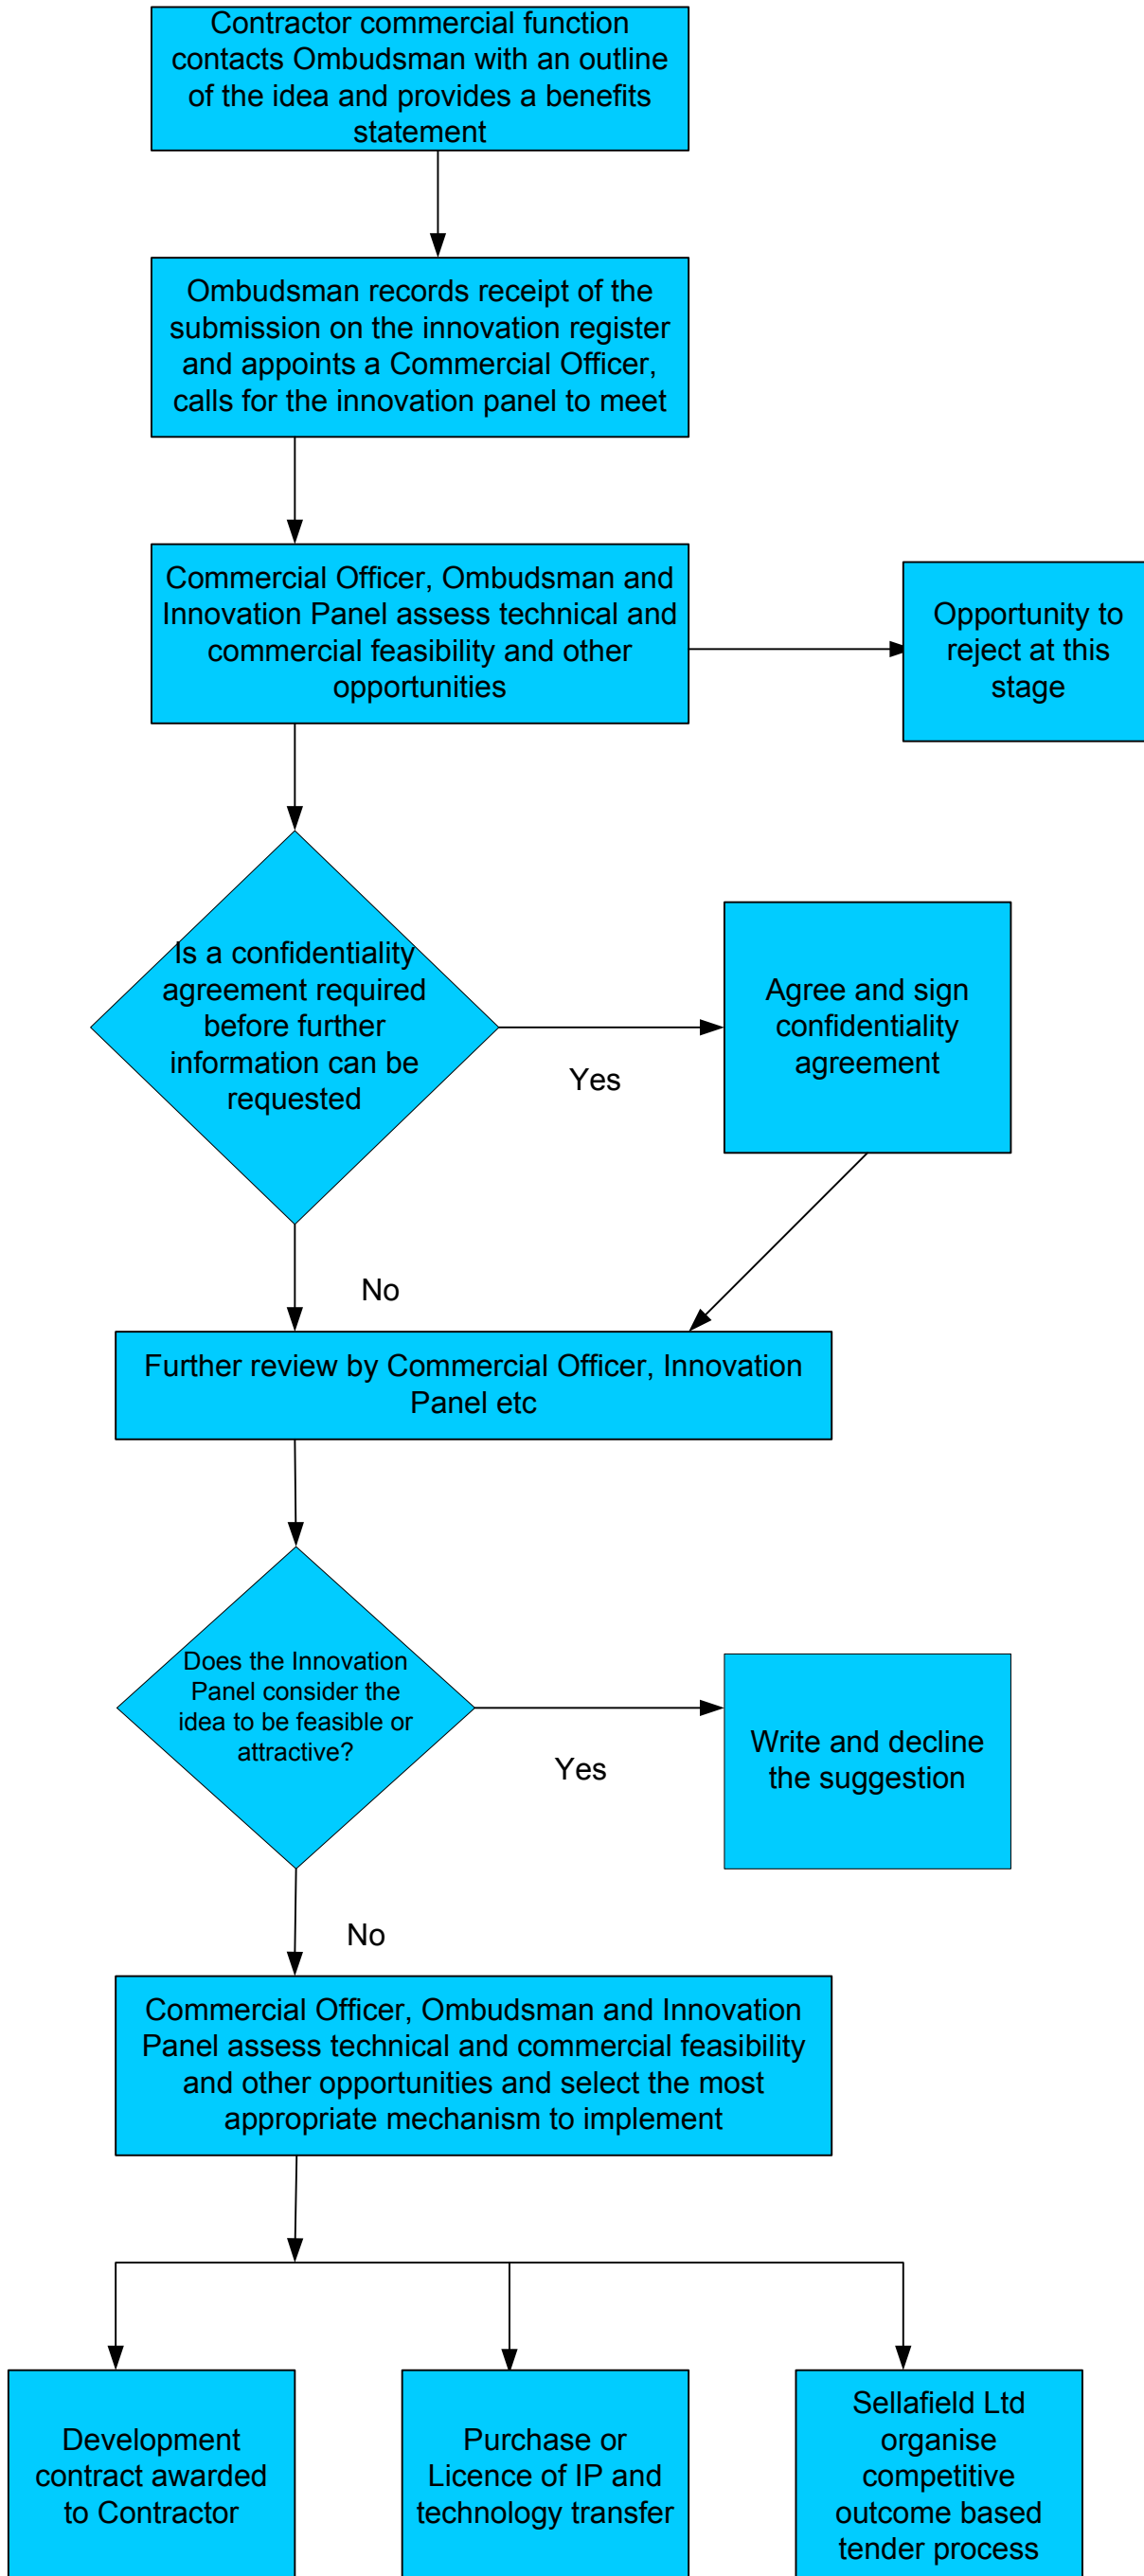 Contractor commercial function
contacts Ombudsman with an outline
of the idea and provides a benefits
statement
Ombudsman records receipt of the
submission on the innovation register
and appoints a Commercial Officer,
calls for the innovation panel to meet
Commercial Officer, Ombudsman and
Innovation Panel assess technical and
commercial feasibility and other
opportunities
Opportunity to
reject at this
stage
Is a confidentiality
agreement required
before further
information can be
requested
Yes
Agree and sign
confidentiality
agreement
No
Further review by Commercial Officer, Innovation
Panel etc
Does the Innovation
Panel consider the
idea to be feasible or
attractive?
Yes
Write and decline
the suggestion
No
Commercial Officer, Ombudsman and Innovation
Panel assess technical and commercial feasibility
and other opportunities and select the most
appropriate mechanism to implement
Development
contract awarded
to Contractor
Purchase or
Licence of IP and
technology transfer
Sellafield Ltd
organise
competitive
outcome based
tender process